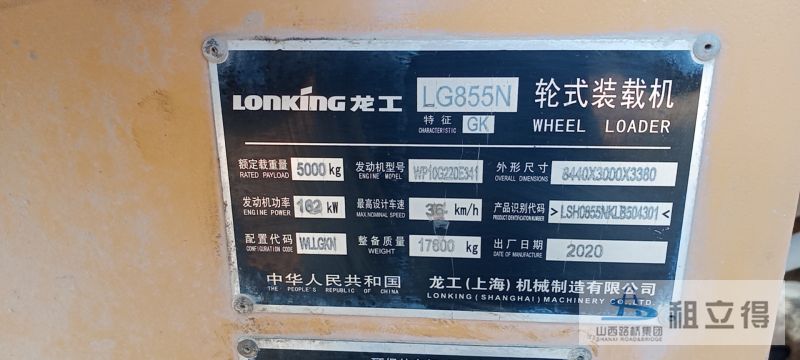 LONKING 龙工 LG855N 轮式装载机
特征 GK WHEEL LOADER
CHARACTERISTIC
额定载重量 5000 kg 发动机型号 WP10G220E341 外形尺寸 8440X3000X3380
RATED PAYLOAD ENGINE MODEL OVERALL DIMENSIONS
发动机功率 162 kW 最高设计车速 36 km/h 产品识别代码 >LSH0855NKLB504301<
ENGINE POWER MAX.NOMINAL SPEED PRODUCT IDENTIFICATION NUMBER
配置代码 WLLGKN 整备质量 17600 kg 出厂日期 2020
CONFIGURATION CODE WEIGHT DATE OF MANUFACTURE
中华人民共和国 龙工(上海)机械制造有限公司
THE PEOPLE'S REPUBLIC OF CHINA LONKING(SHANGHAI)MACHINERY CO.,LTD.
山西路桥集团 租立得
SHANXI ROAD&BRIDGE